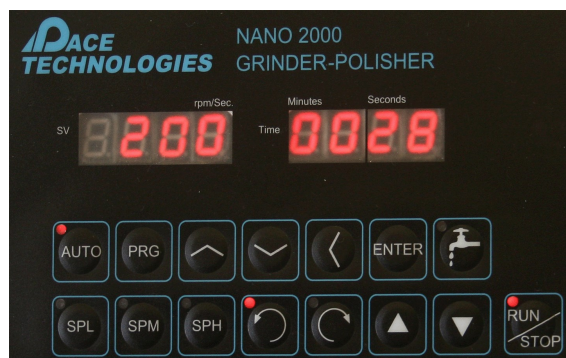 PACE
TECHNOLOGIES
NANO 2000
GRINDER-POLISHER
rpm/Sec.
Minutes
Seconds
SV
200
Time
0028
AUTO
PRG
ENTER
SPL
SPM
SPH
RUN
STOP